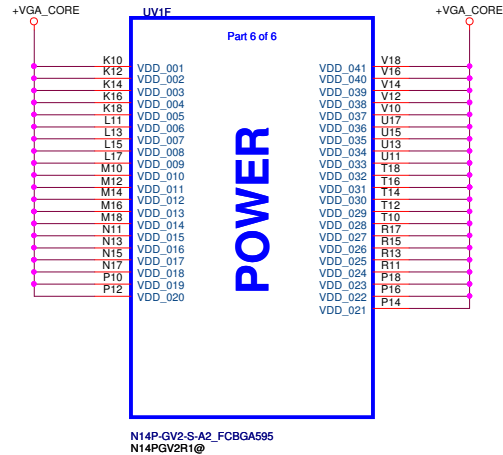 +VGA_CORE
UV1F
+VGA_CORE
Part 6 of 6
K10 VDD_001 VDD_041 V18
K12 VDD_002 VDD_040 V16
K14 VDD_003 VDD_039 V14
K16 VDD_004 VDD_038 V12
K18 VDD_005 VDD_037 V10
L11 VDD_006 VDD_036 U17
L13 VDD_007 VDD_035 U15
L15 VDD_008 VDD_034 U13
L17 VDD_009 VDD_033 U11
M10 VDD_010 VDD_032 T18
M12 VDD_011 VDD_031 T16
M14 VDD_012 VDD_030 T14
M16 VDD_013 VDD_029 T12
M18 VDD_014 VDD_028 T10
N11 VDD_015 VDD_027 R17
N13 VDD_016 VDD_026 R15
N15 VDD_017 VDD_025 R13
N17 VDD_018 VDD_024 R11
P10 VDD_019 VDD_023 P18
P12 VDD_020 VDD_022 P16
VDD_021 P14
POWER
N14P-GV2-S-A2_FCBGA595
N14PGV2R1@